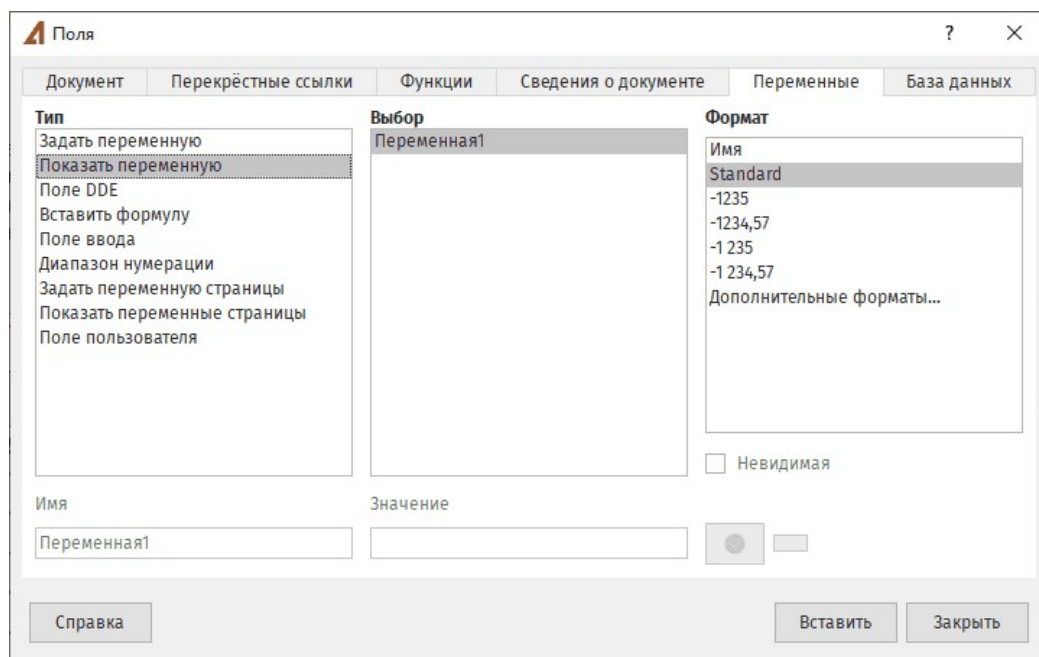 Поля
?
Документ
Перекрёстные ссылки
Функции
Сведения о документе
Переменные
База данных
Тип
Задать переменную
Показать переменную
Поле DDE
Вставить формулу
Поле ввода
Диапазон нумерации
Задать переменную страницы
Показать переменные страницы
Поле пользователя
Выбор
Переменная1
Формат
Имя
Standard
-1235
-1234,57
-1 235
-1 234,57
Дополнительные форматы...
Невидимая
Имя
Значение
Переменная1
Справка
Вставить
Закрыть